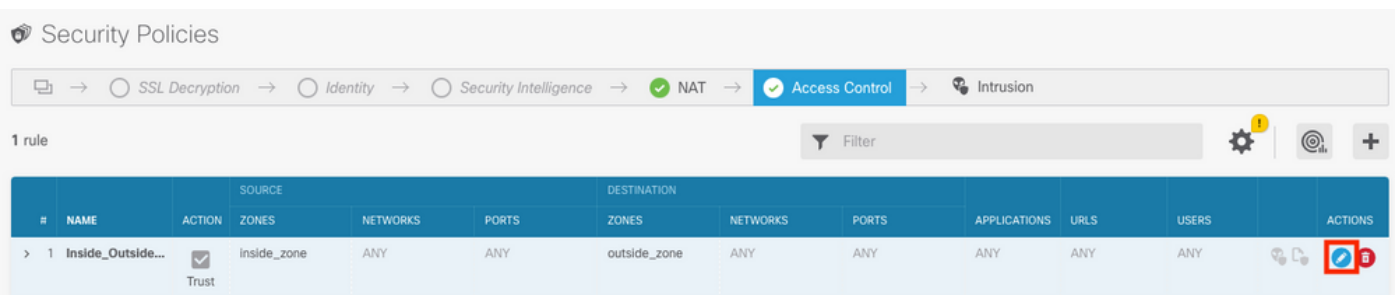 Security Policies
→ SSL Decryption → Identity → Security Intelligence → NAT → Access Control → Intrusion
1 rule
Filter
!
+
SOURCE DESTINATION
# NAME ACTION ZONES NETWORKS PORTS ZONES NETWORKS PORTS APPLICATIONS URLS USERS ACTIONS
> 1 Inside_Outside... inside_zone ANY ANY outside_zone ANY ANY ANY ANY ANY
Trust